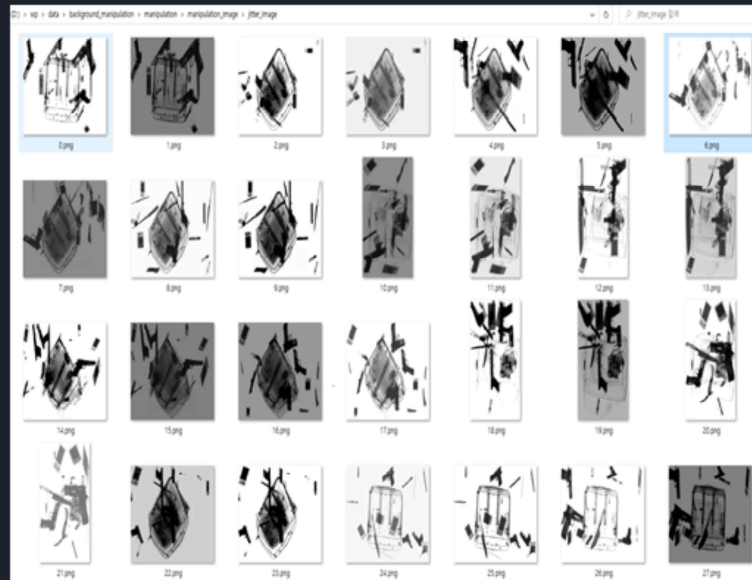 (D:) › wp › data › background_manipulation › manipulation › manipulation_image › jitter_image
jitter_image 검색
0.png 1.png 2.png 3.png 4.png 5.png 6.png
7.png 8.png 9.png 10.png 11.png 12.png 13.png
14.png 15.png 16.png 17.png 18.png 19.png 20.png
21.png 22.png 23.png 24.png 25.png 26.png 27.png